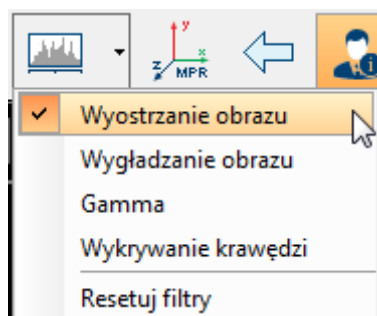 y
x
z MPR
Wyostrzanie obrazu
Wygładzanie obrazu
Gamma
Wykrywanie krawędzi
Resetuj filtry